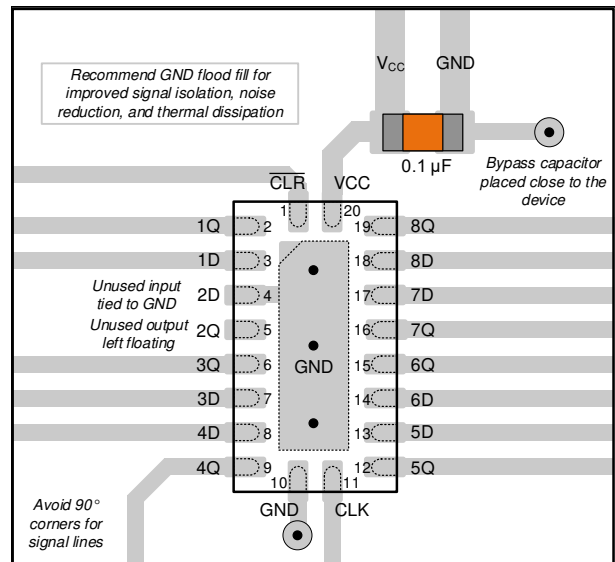 Recommend GND flood fill for
improved signal isolation, noise
reduction, and thermal dissipation
VCC GND
0.1 µF
Bypass capacitor
placed close to the
device
CLR VCC
1 20
1Q 2 19 8Q
1D 3 18 8D
Unused input
tied to GND
2D 4 17 7D
Unused output
left floating
2Q 5 16 7Q
3Q 6 15 6Q
GND
3D 7 14 6D
4D 8 13 5D
4Q 9 12 5Q
10 11
GND CLK
Avoid 90°
corners for
signal lines